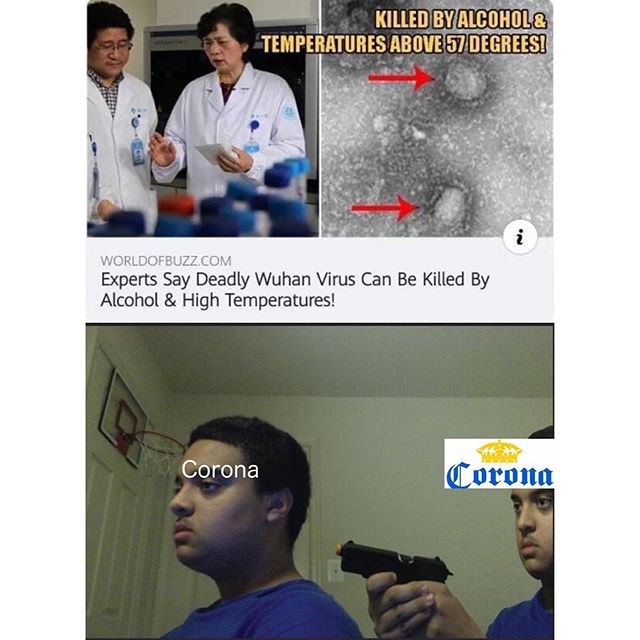 KILLED BY ALCOHOL &
TEMPERATURES ABOVE 57 DEGREES!
i
WORLDOFBUZZ.COM
Experts Say Deadly Wuhan Virus Can Be Killed By
Alcohol & High Temperatures!
Corona
Corona